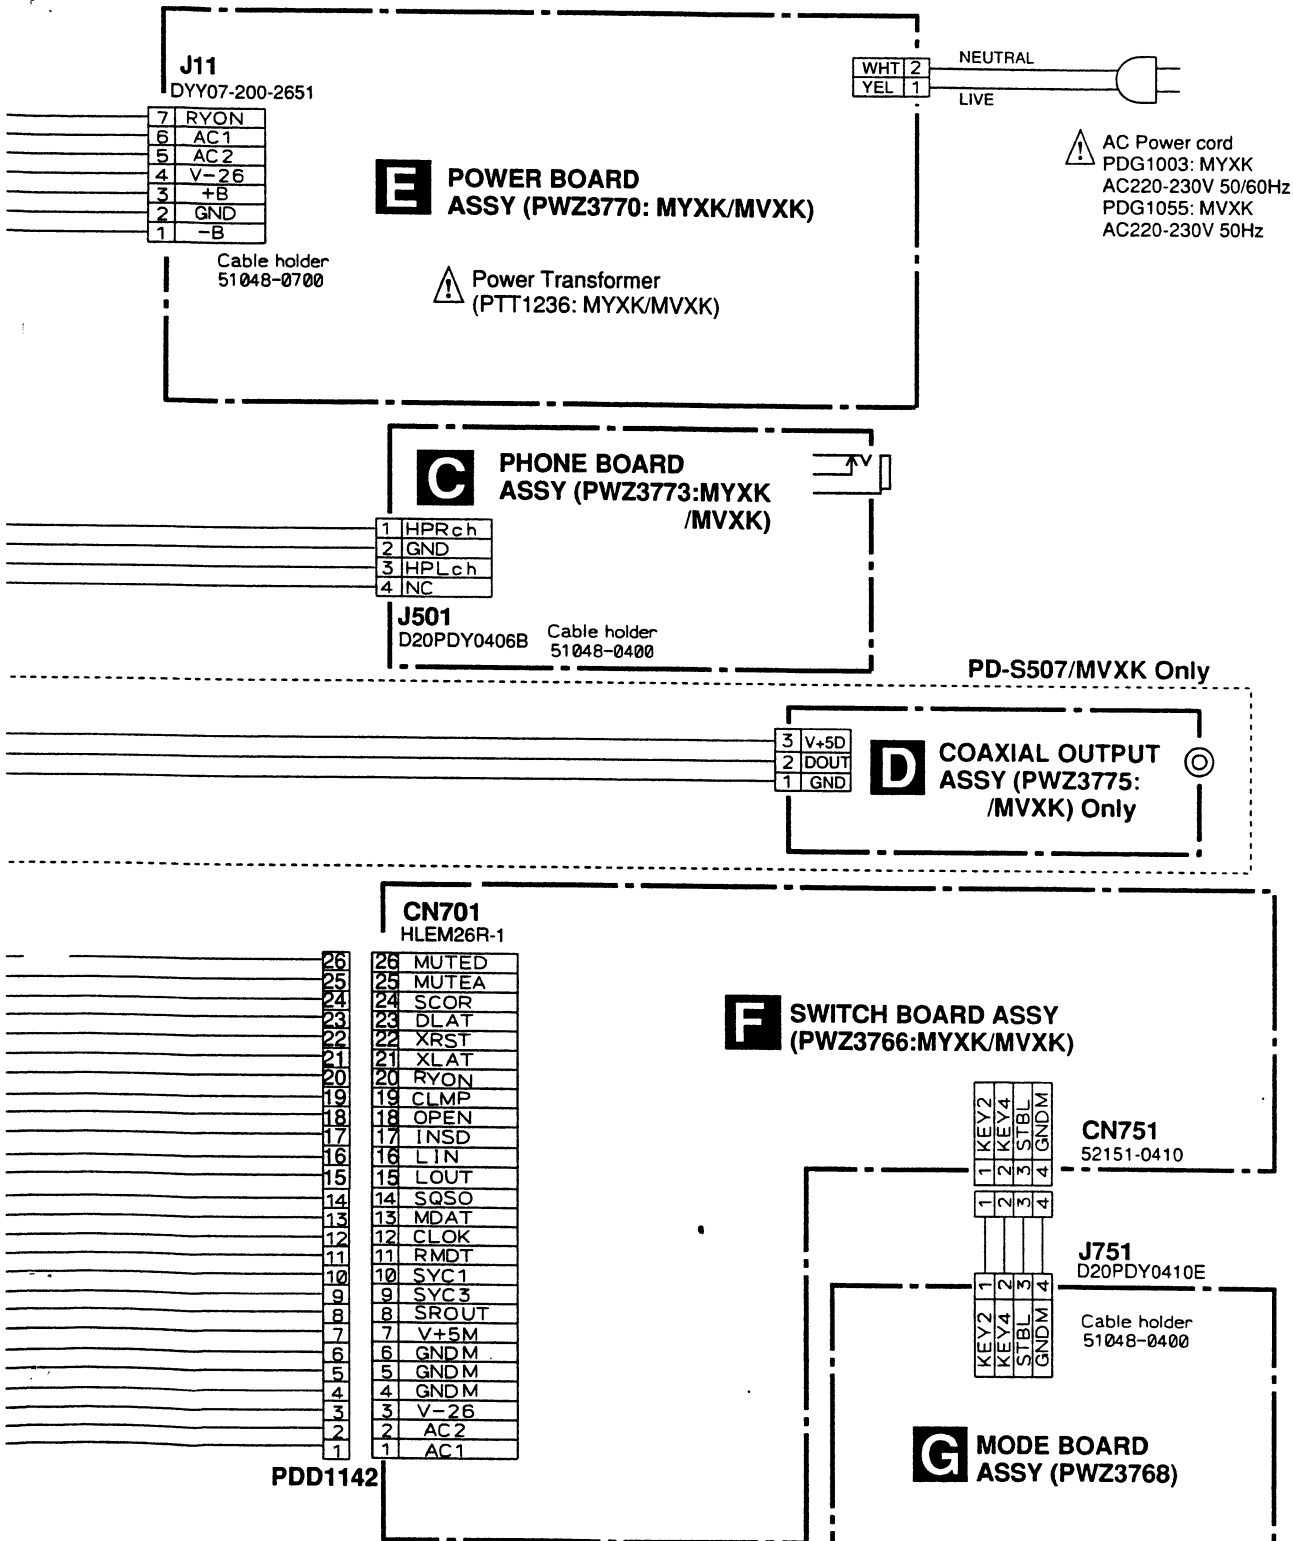 J11
DYY07-200-2651
7 RYON
6 AC1
5 AC2
4 V-26
3 +B
2 GND
1 -B
Cable holder
51048-0700
E
POWER BOARD
ASSY (PWZ3770: MYXK/MVXK)
Power Transformer
(PTT1236: MYXK/MVXK)
WHT 2
YEL 1
NEUTRAL
LIVE
AC Power cord
PDG1003: MYXK
AC220-230V 50/60Hz
PDG1055: MVXK
AC220-230V 50Hz
C
PHONE BOARD
ASSY (PWZ3773:MYXK
/MVXK)
1 HPRch
2 GND
3 HPLch
4 NC
J501
D20PDY0406B
Cable holder
51048-0400
PD-S507/MVXK Only
3 V+5D
2 DOUT
1 GND
D
COAXIAL OUTPUT
ASSY (PWZ3775:
/MVXK) Only
CN701
HLEM26R-1
26 26 MUTED
25 25 MUTEA
24 24 SCOR
23 23 DLAT
22 22 XRST
21 21 XLAT
20 20 RYON
19 19 CLMP
18 18 OPEN
17 17 INSD
16 16 LIN
15 15 LOUT
14 14 SQSO
13 13 MDAT
12 12 CLOK
11 11 RMDT
10 10 SYC1
9 9 SYC3
8 8 SROUT
7 7 V+5M
6 6 GNDM
5 5 GNDM
4 4 GNDM
3 3 V-26
2 2 AC2
1 1 AC1
PDD1142
F
SWITCH BOARD ASSY
(PWZ3766:MYXK/MVXK)
1 KEY2
2 KEY4
3 STBL
4 GNDM
CN751
52151-0410
1
2
3
4
J751
D20PDY0410E
1 KEY2
2 KEY4
3 STBL
4 GNDM
Cable holder
51048-0400
G
MODE BOARD
ASSY (PWZ3768)